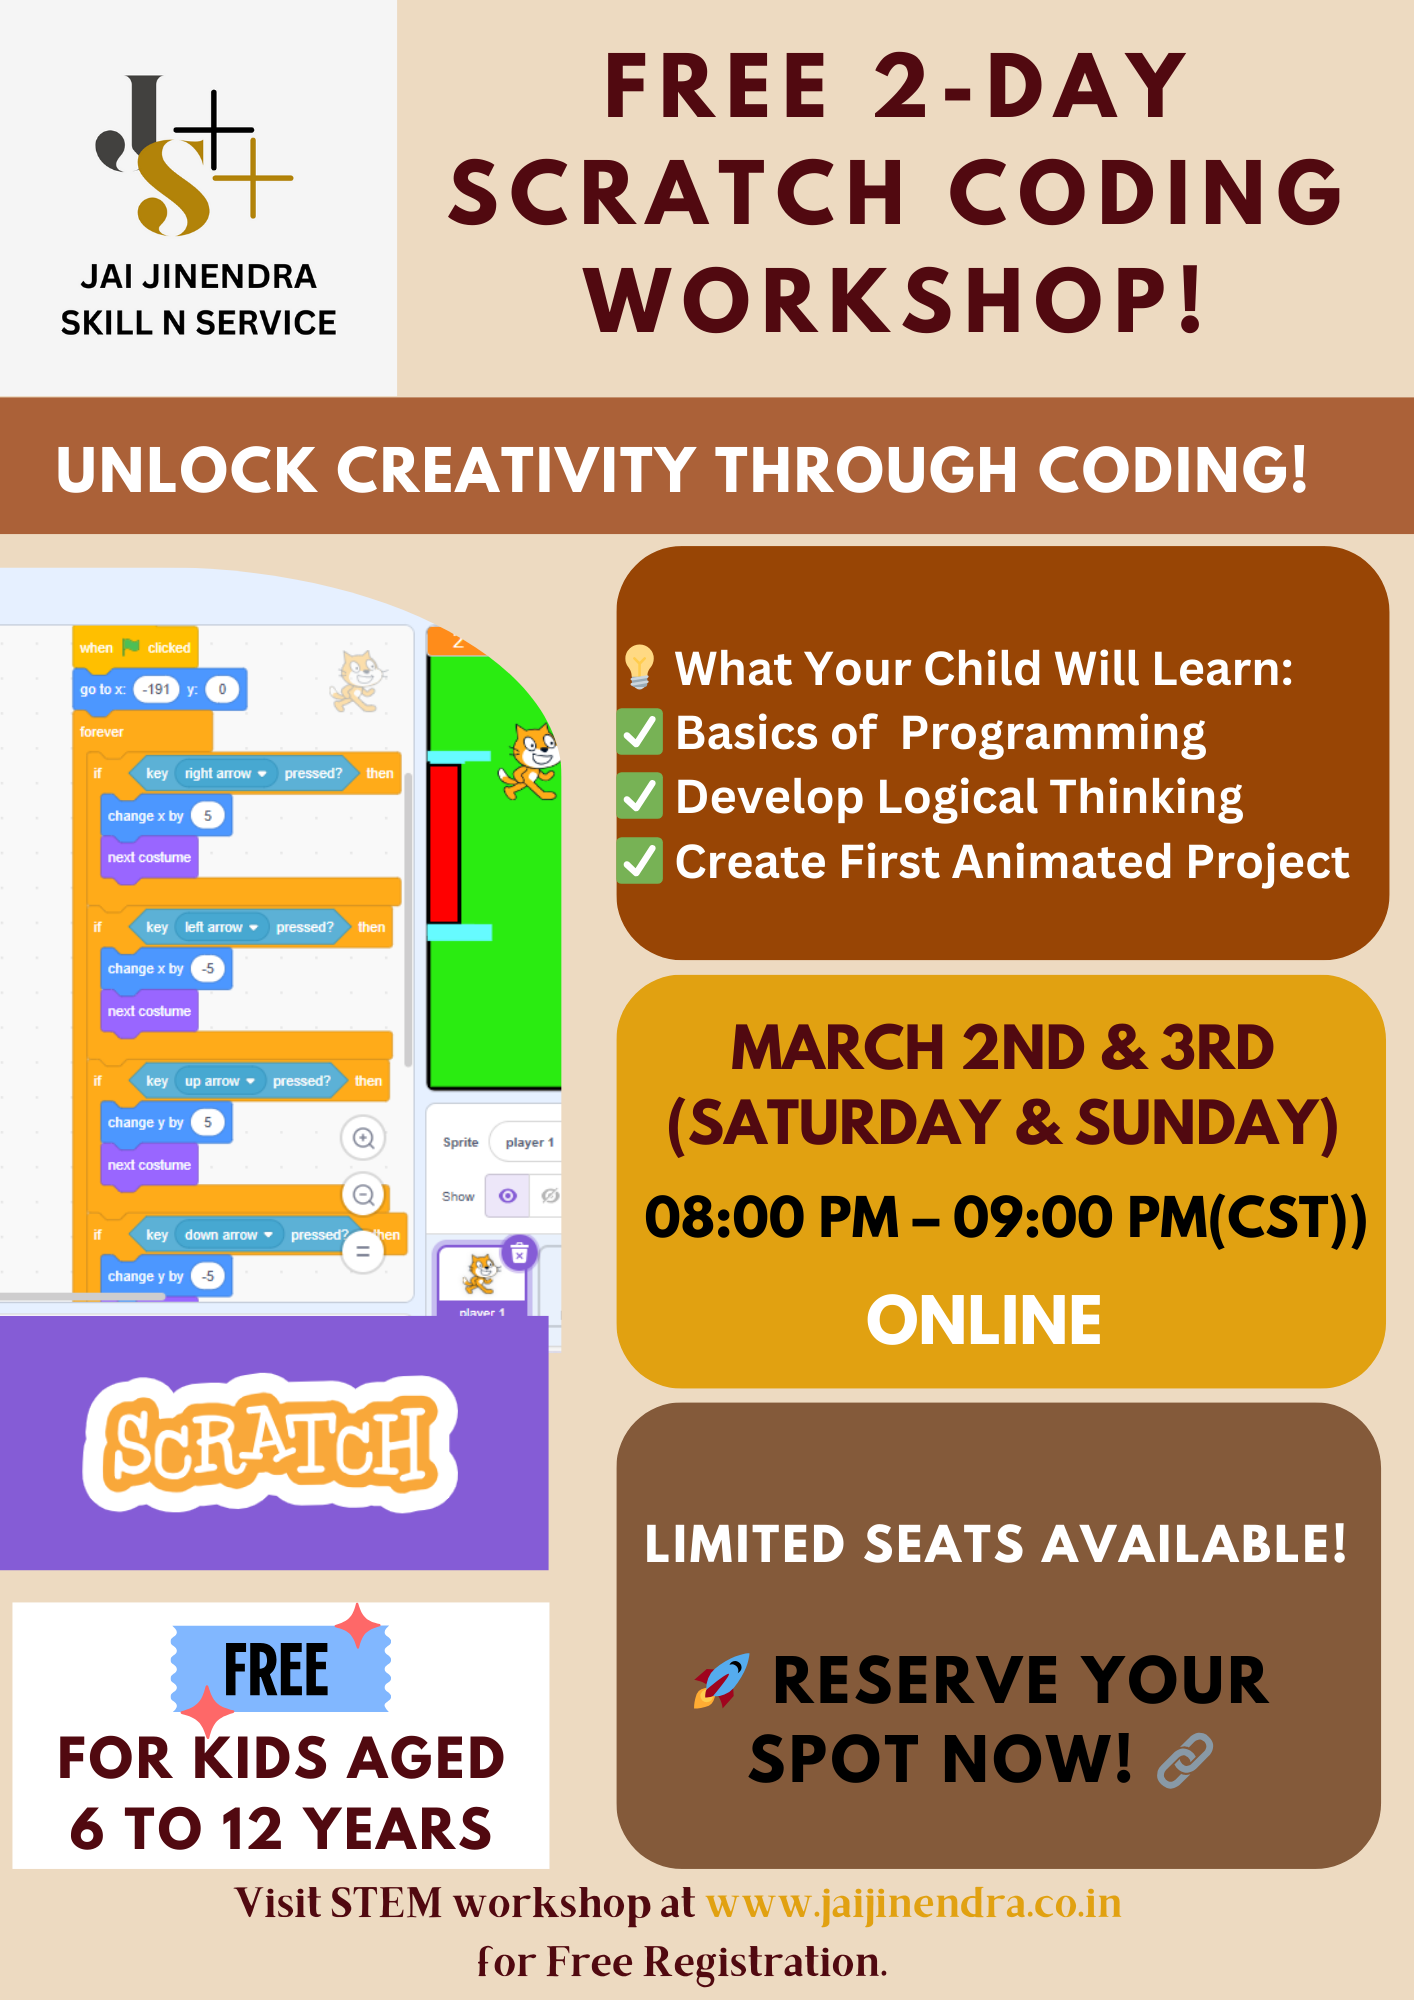 JS++
JAI JINENDRA
SKILL N SERVICE
FREE 2-DAY
SCRATCH CODING
WORKSHOP!
UNLOCK CREATIVITY THROUGH CODING!
when clicked
go to x: -191 y: 0
forever
if key right arrow pressed? then
change x by 5
next costume
if key left arrow pressed? then
change x by -5
next costume
if key up arrow pressed? then
change y by 5
next costume
if key down arrow pressed? then
change y by -5
2
Sprite player 1
Show
player 1
💡 What Your Child Will Learn:
✅ Basics of Programming
✅ Develop Logical Thinking
✅ Create First Animated Project
MARCH 2ND & 3RD
(SATURDAY & SUNDAY)
08:00 PM – 09:00 PM(CST))
ONLINE
SCRATCH
LIMITED SEATS AVAILABLE!
🚀 RESERVE YOUR
SPOT NOW! 🔗
FREE
FOR KIDS AGED
6 TO 12 YEARS
Visit STEM workshop at www.jaijinendra.co.in
for Free Registration.